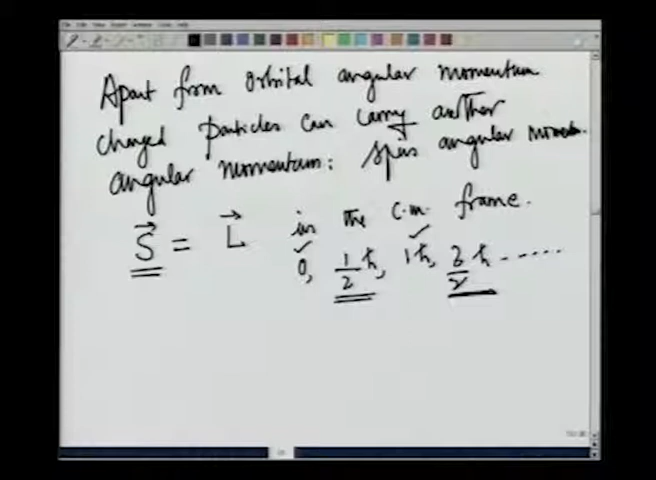 Apart from orbital angular momentum
charged particles can carry another
angular momentum: spin angular momentum.
S⃗ = L⃗ in the c.m. frame.
0, 1/2 ħ, 1ħ, 3/2 ħ ------